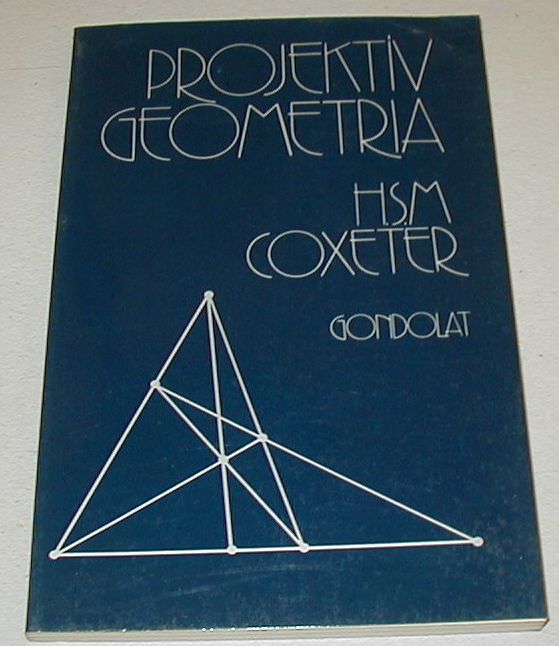 PROJEKTÍV
GEOMETRIA
H.S.M
COXETER
GONDOLAT